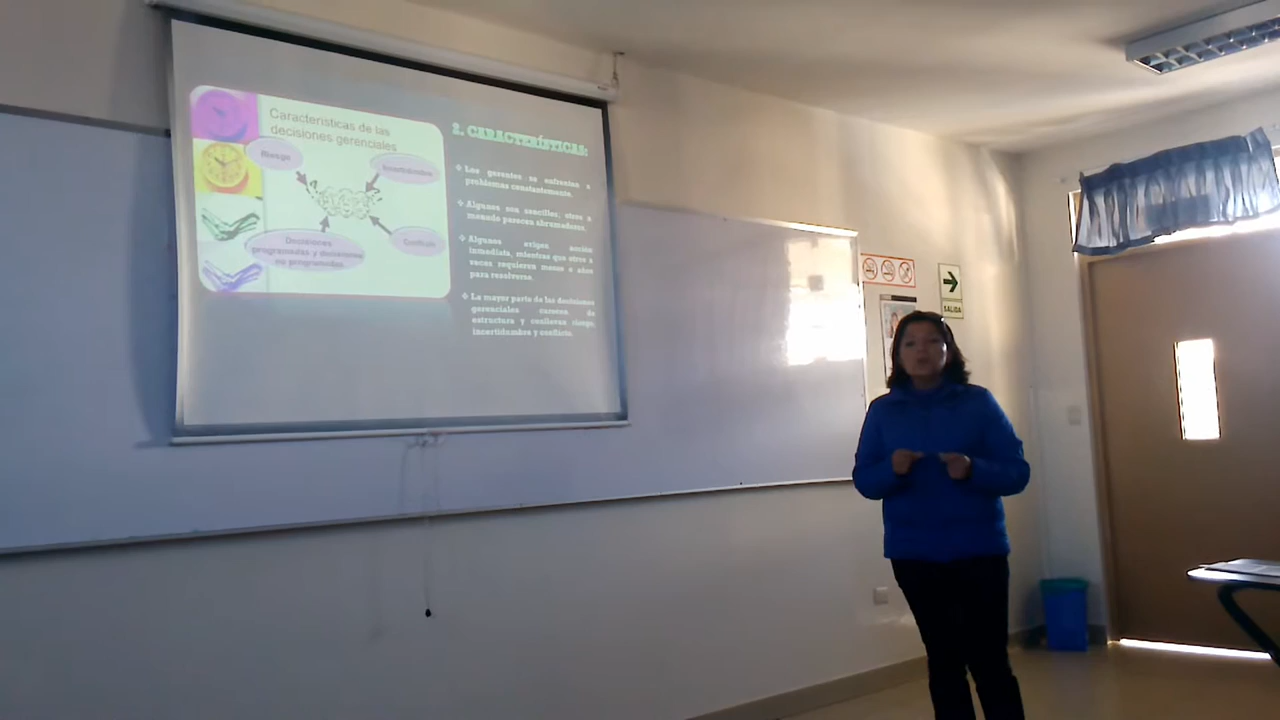 Características de las
decisiones gerenciales
Riesgo
Incertidumbre
Decisiones
programadas y decisiones
no programadas
Conflicto
2. CARACTERÍSTICAS:
❖ Los gerentes se enfrentan a
problemas constantemente.
❖ Algunos son sencillos, otros a
menudo parecen abrumadores.
❖ Algunos exigen acción
inmediata, mientras que otros a
veces requieren meses o años
para resolverse.
❖ La mayor parte de las decisiones
gerenciales carecen de
estructura y conllevan riesgo,
incertidumbre y conflicto.
SALIDA